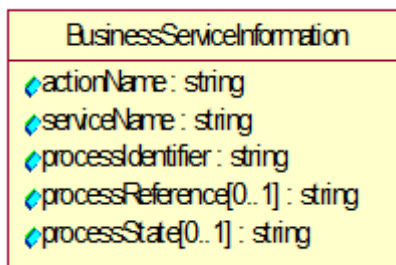 BusinessServiceInformation
actionName : string
serviceName : string
processIdentifier : string
processReference[0..1] : string
processState[0..1] : string